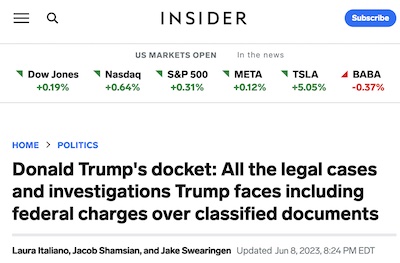 INSIDER
Subscribe
US MARKETS OPEN In the news
Dow Jones Nasdaq S&P 500 META TSLA BABA
+0.19% +0.64% +0.31% +0.12% +5.05% -0.37%
HOME > POLITICS
Donald Trump's docket: All the legal cases
and investigations Trump faces including
federal charges over classified documents
Laura Italiano, Jacob Shamsian, and Jake Swearingen Updated Jun 8, 2023, 8:24 PM EDT